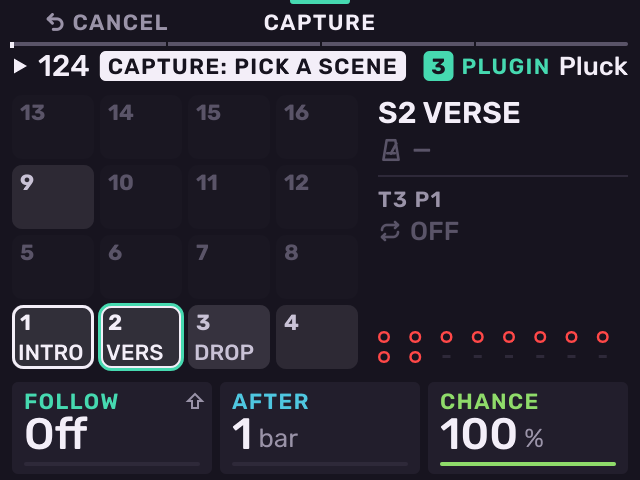 CANCEL CAPTURE
124 CAPTURE: PICK A SCENE 3 PLUGIN Pluck
13 14 15 16
S2 VERSE
—
9 10 11 12
T3 P1
OFF
5 6 7 8
1 INTRO 2 VERS 3 DROP 4
FOLLOW AFTER CHANCE
Off 1 bar 100 %